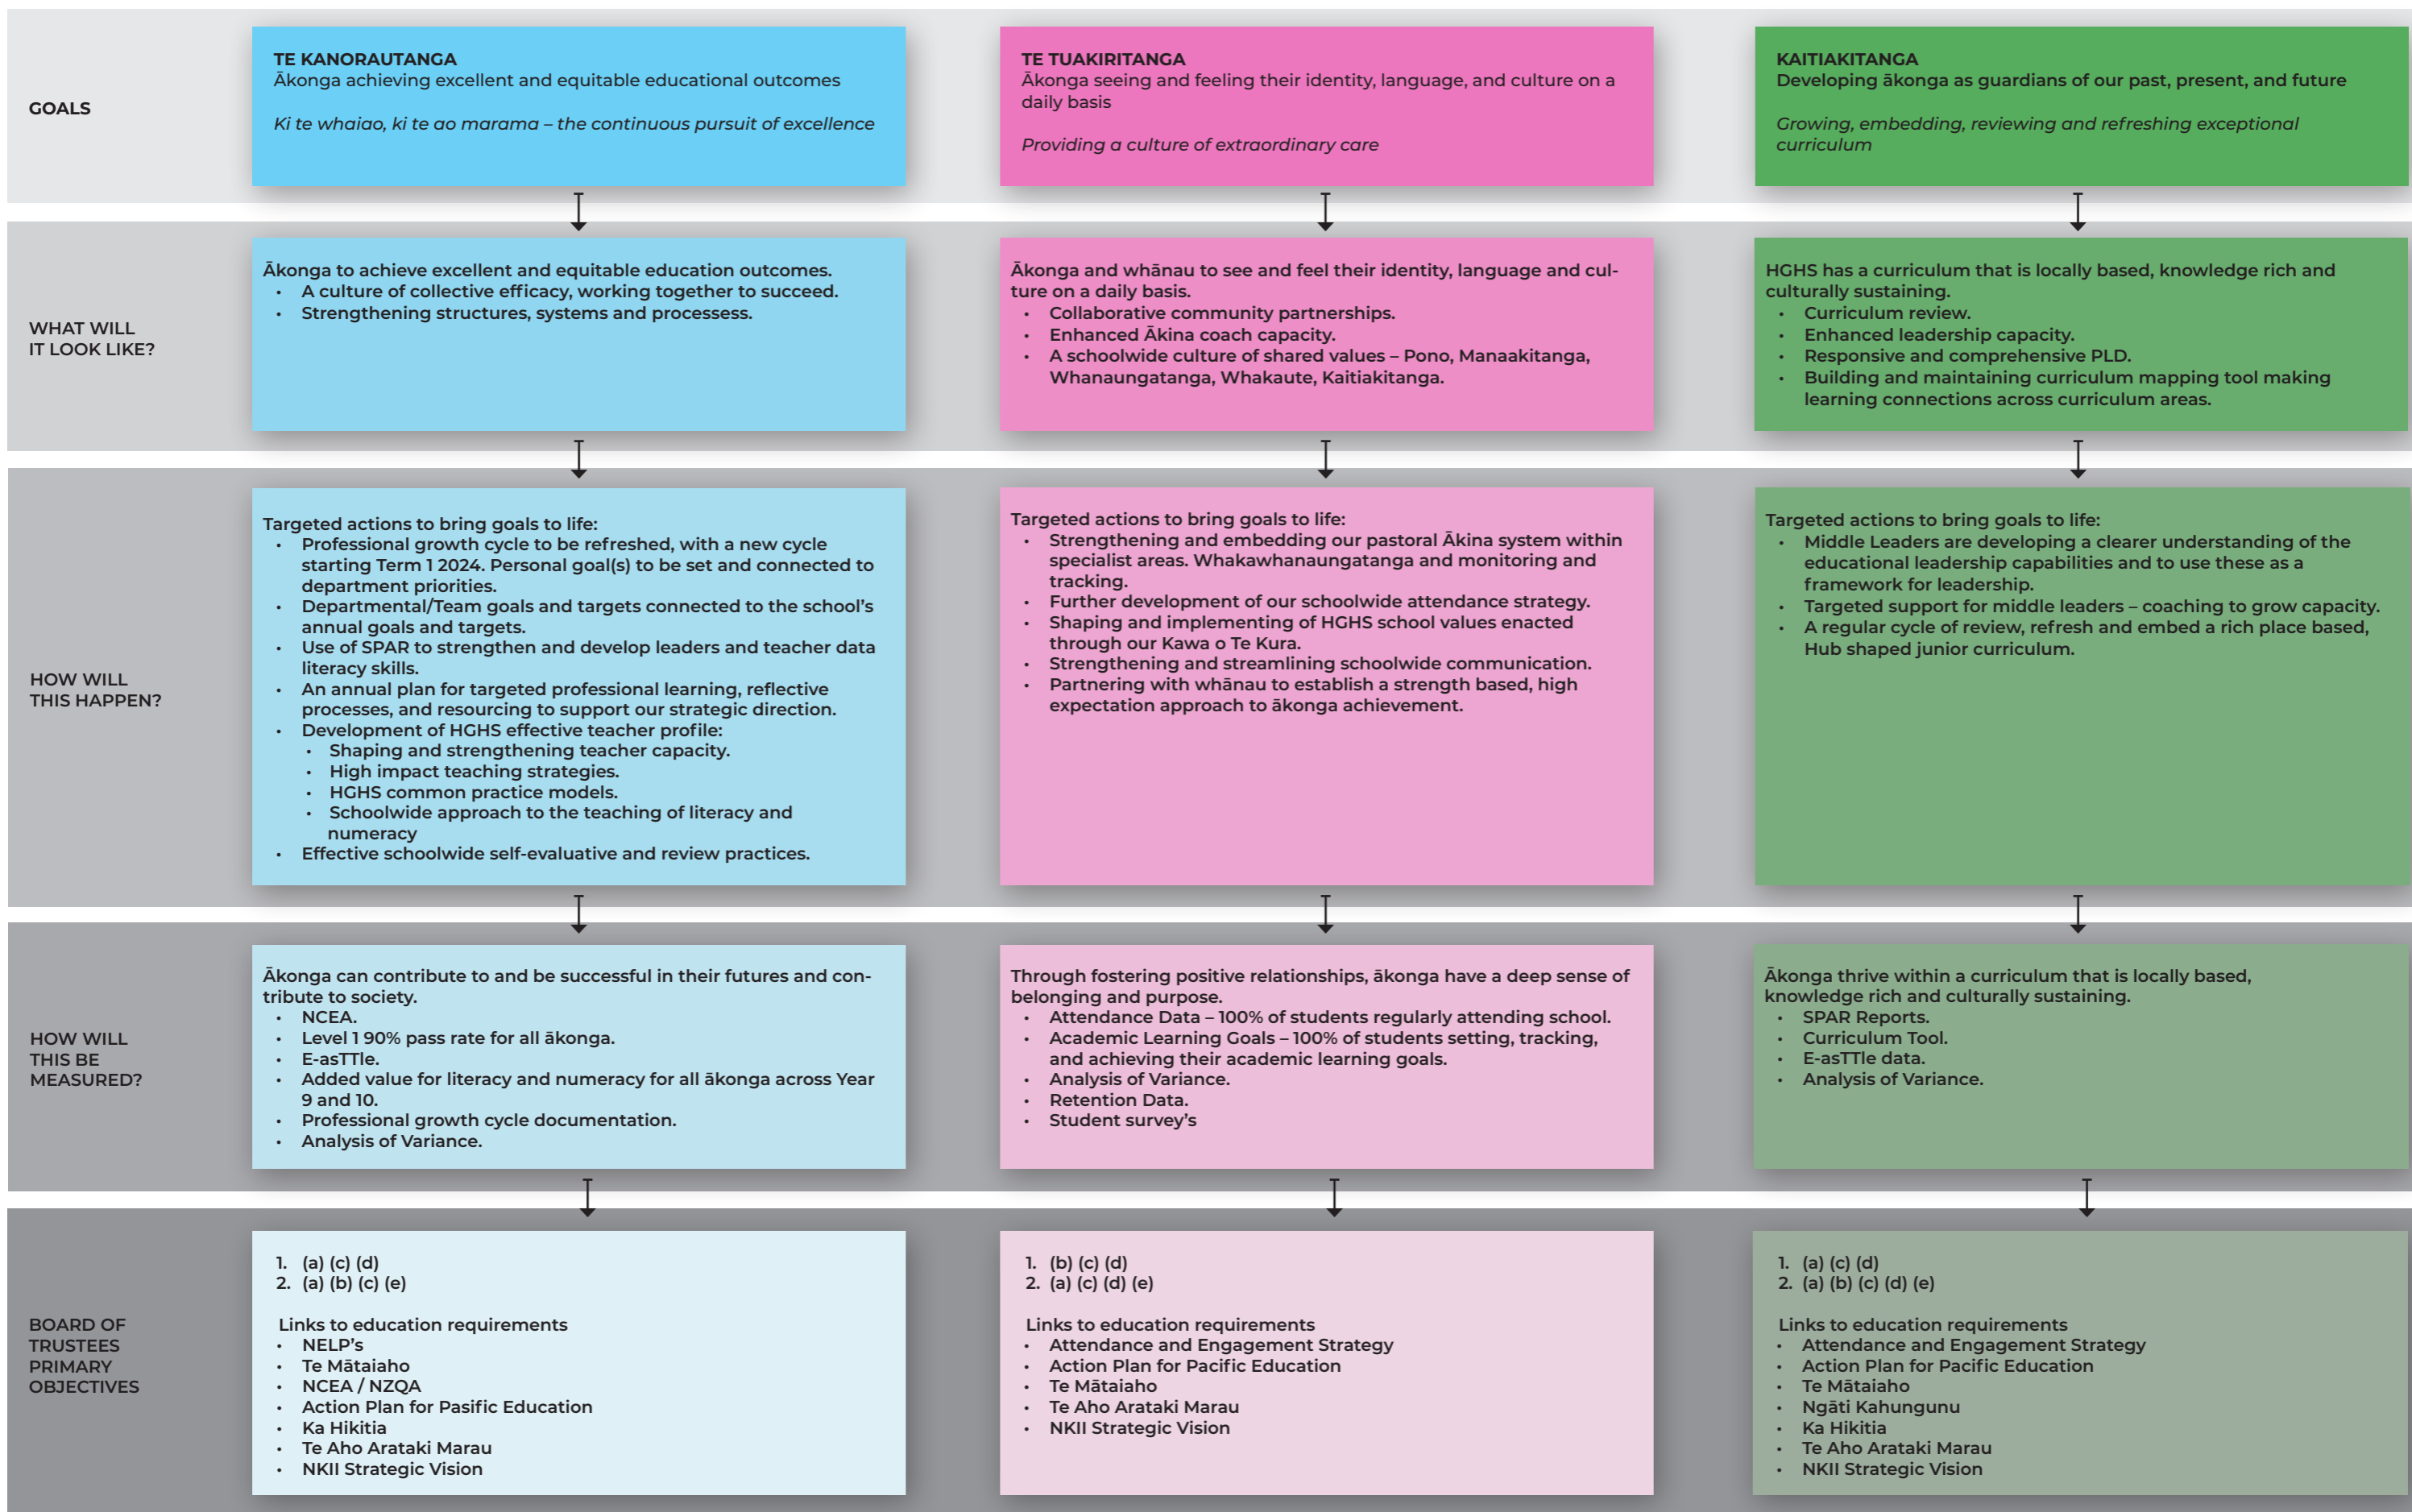 GOALS
TE KANORAUTANGA
Ākonga achieving excellent and equitable educational outcomes
Ki te whaiao, ki te ao marama – the continuous pursuit of excellence
TE TUAKIRITANGA
Ākonga seeing and feeling their identity, language, and culture on a
daily basis
Providing a culture of extraordinary care
KAITIAKITANGA
Developing ākonga as guardians of our past, present, and future
Growing, embedding, reviewing and refreshing exceptional
curriculum
WHAT WILL
IT LOOK LIKE?
Ākonga to achieve excellent and equitable education outcomes.
• A culture of collective efficacy, working together to succeed.
• Strengthening structures, systems and processess.
Ākonga and whānau to see and feel their identity, language and cul-
ture on a daily basis.
• Collaborative community partnerships.
• Enhanced Ākina coach capacity.
• A schoolwide culture of shared values – Pono, Manaakitanga,
Whanaungatanga, Whakaute, Kaitiakitanga.
HGHS has a curriculum that is locally based, knowledge rich and
culturally sustaining.
• Curriculum review.
• Enhanced leadership capacity.
• Responsive and comprehensive PLD.
• Building and maintaining curriculum mapping tool making
learning connections across curriculum areas.
HOW WILL
THIS HAPPEN?
Targeted actions to bring goals to life:
• Professional growth cycle to be refreshed, with a new cycle
starting Term 1 2024. Personal goal(s) to be set and connected to
department priorities.
• Departmental/Team goals and targets connected to the school's
annual goals and targets.
• Use of SPAR to strengthen and develop leaders and teacher data
literacy skills.
• An annual plan for targeted professional learning, reflective
processes, and resourcing to support our strategic direction.
• Development of HGHS effective teacher profile:
• Shaping and strengthening teacher capacity.
• High impact teaching strategies.
• HGHS common practice models.
• Schoolwide approach to the teaching of literacy and
numeracy
• Effective schoolwide self-evaluative and review practices.
Targeted actions to bring goals to life:
• Strengthening and embedding our pastoral Ākina system within
specialist areas. Whakawhanaungatanga and monitoring and
tracking.
• Further development of our schoolwide attendance strategy.
• Shaping and implementing of HGHS school values enacted
through our Kawa o Te Kura.
• Strengthening and streamlining schoolwide communication.
• Partnering with whānau to establish a strength based, high
expectation approach to ākonga achievement.
Targeted actions to bring goals to life:
• Middle Leaders are developing a clearer understanding of the
educational leadership capabilities and to use these as a
framework for leadership.
• Targeted support for middle leaders – coaching to grow capacity.
• A regular cycle of review, refresh and embed a rich place based,
Hub shaped junior curriculum.
HOW WILL
THIS BE
MEASURED?
Ākonga can contribute to and be successful in their futures and con-
tribute to society.
• NCEA.
• Level 1 90% pass rate for all ākonga.
• E-asTTle.
• Added value for literacy and numeracy for all ākonga across Year
9 and 10.
• Professional growth cycle documentation.
• Analysis of Variance.
Through fostering positive relationships, ākonga have a deep sense of
belonging and purpose.
• Attendance Data – 100% of students regularly attending school.
• Academic Learning Goals – 100% of students setting, tracking,
and achieving their academic learning goals.
• Analysis of Variance.
• Retention Data.
• Student survey's
Ākonga thrive within a curriculum that is locally based,
knowledge rich and culturally sustaining.
• SPAR Reports.
• Curriculum Tool.
• E-asTTle data.
• Analysis of Variance.
BOARD OF
TRUSTEES
PRIMARY
OBJECTIVES
1. (a) (c) (d)
2. (a) (b) (c) (e)
Links to education requirements
• NELP's
• Te Mātaiaho
• NCEA / NZQA
• Action Plan for Pasific Education
• Ka Hikitia
• Te Aho Arataki Marau
• NKII Strategic Vision
1. (b) (c) (d)
2. (a) (c) (d) (e)
Links to education requirements
• Attendance and Engagement Strategy
• Action Plan for Pacific Education
• Te Mātaiaho
• Te Aho Arataki Marau
• NKII Strategic Vision
1. (a) (c) (d)
2. (a) (b) (c) (d) (e)
Links to education requirements
• Attendance and Engagement Strategy
• Action Plan for Pacific Education
• Te Mātaiaho
• Ngāti Kahungunu
• Ka Hikitia
• Te Aho Arataki Marau
• NKII Strategic Vision